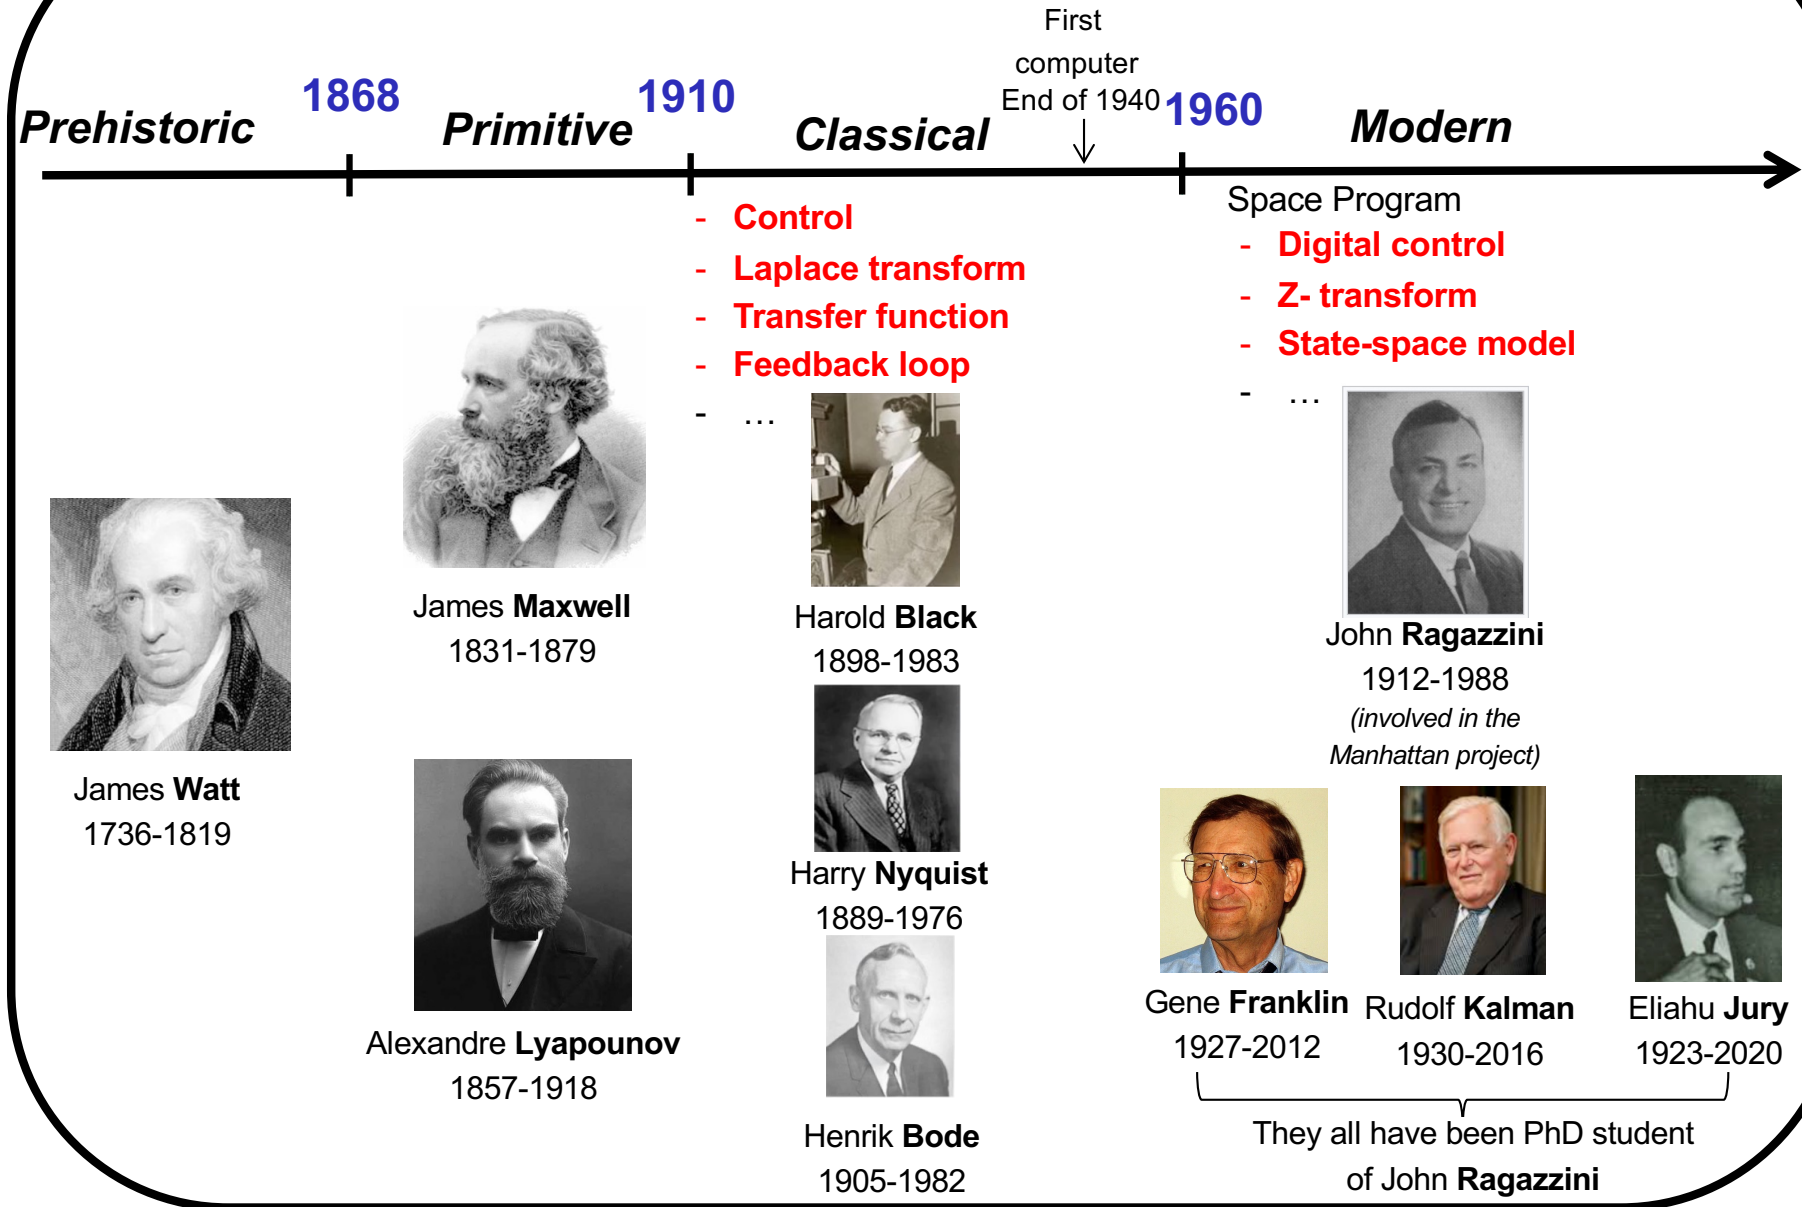 First
computer
End of 1940
1868
1910
1960
Prehistoric
Primitive
Classical
Modern
- Control
- Laplace transform
- Transfer function
- Feedback loop
- …
Space Program
- Digital control
- Z- transform
- State-space model
- …
James Watt
1736-1819
James Maxwell
1831-1879
Alexandre Lyapounov
1857-1918
Harold Black
1898-1983
Harry Nyquist
1889-1976
Henrik Bode
1905-1982
John Ragazzini
1912-1988
(involved in the
Manhattan project)
Gene Franklin
1927-2012
Rudolf Kalman
1930-2016
Eliahu Jury
1923-2020
They all have been PhD student
of John Ragazzini